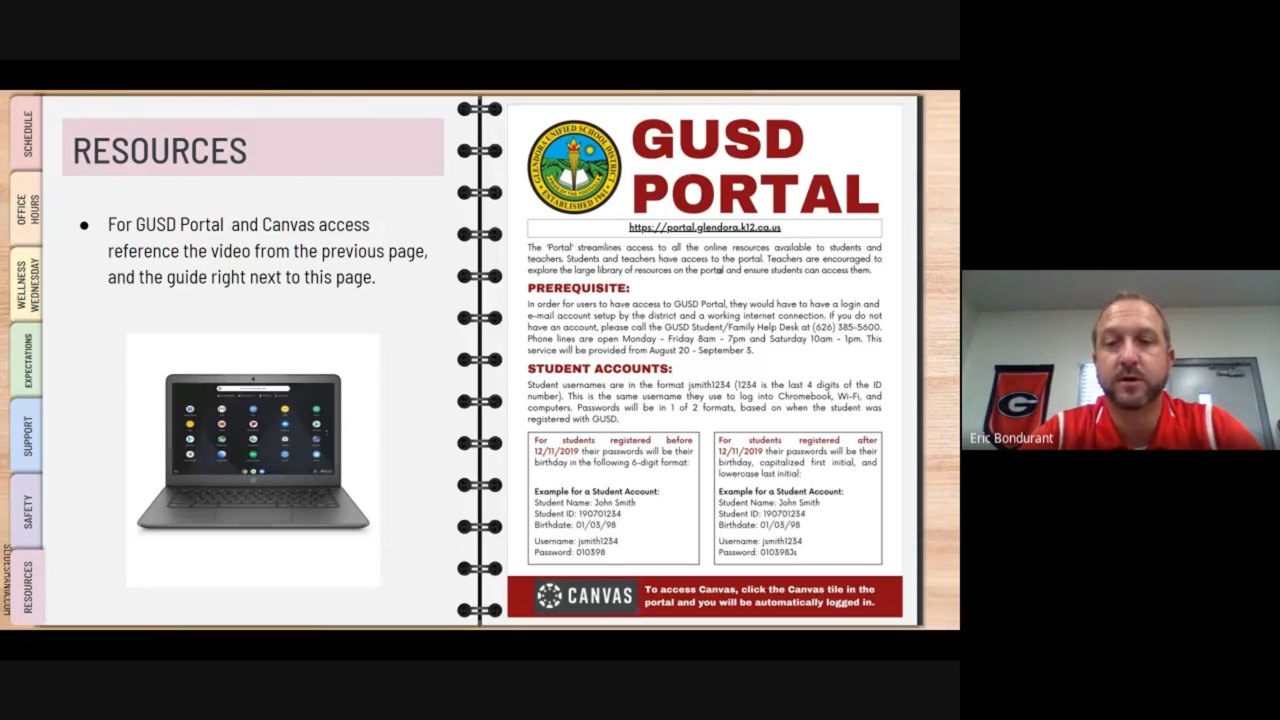 SCHEDULE
OFFICE
HOURS
WELLNESS
WEDNESDAY
EXPECTATIONS
SUPPORT
SAFETY
RESOURCES
SLIDESMANIA.COM
RESOURCES
● For GUSD Portal and Canvas access
reference the video from the previous page,
and the guide right next to this page.
GLENDORA UNIFIED SCHOOL DISTRICT
PRIDE OF THE FOOTHILLS
ESTABLISHED 1961
GUSD
PORTAL
https://portal.glendora.k12.ca.us
The 'Portal' streamlines access to all the online resources available to students and
teachers. Students and teachers have access to the portal. Teachers are encouraged to
explore the large library of resources on the portal and ensure students can access them.
PREREQUISITE:
In order for users to have access to GUSD Portal, they would have to have a login and
e-mail account setup by the district and a working internet connection. If you do not
have an account, please call the GUSD Student/Family Help Desk at (626) 385-5600.
Phone lines are open Monday - Friday 8am - 7pm and Saturday 10am - 1pm. This
service will be provided from August 20 - September 3.
STUDENT ACCOUNTS:
Student usernames are in the format jsmith1234 (1234 is the last 4 digits of the ID
number). This is the same username they use to log into Chromebook, Wi-Fi, and
computers. Passwords will be in 1 of 2 formats, based on when the student was
registered with GUSD.
For students registered before
12/11/2019 their passwords will be their
birthday in the following 6-digit format:
Example for a Student Account:
Student Name: John Smith
Student ID: 190701234
Birthdate: 01/03/98
Username: jsmith1234
Password: 010398
For students registered after
12/11/2019 their passwords will be their
birthday, capitalized first initial, and
lowercase last initial:
Example for a Student Account:
Student Name: John Smith
Student ID: 190701234
Birthdate: 01/03/98
Username: jsmith1234
Password: 010398Js
CANVAS
To access Canvas, click the Canvas tile in the
portal and you will be automatically logged in.
G
Eric Bondurant